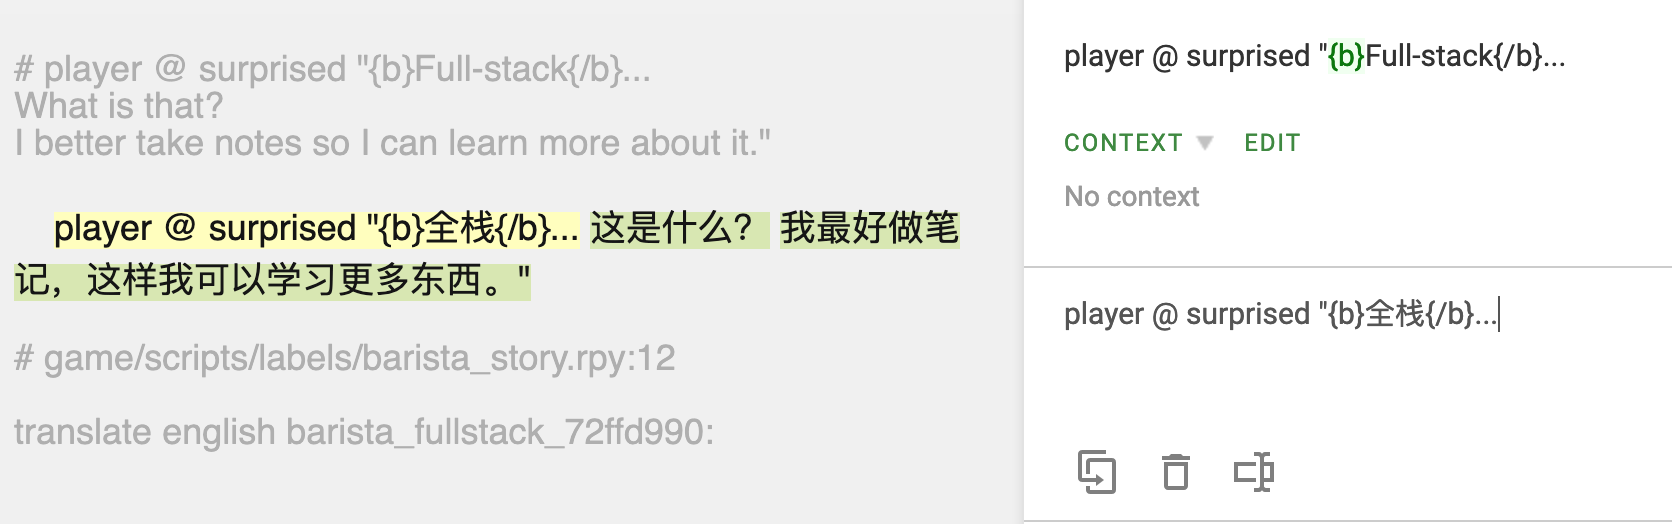 # player @ surprised "{b}Full-stack{/b}...
What is that?
I better take notes so I can learn more about it."
player @ surprised "{b}全栈{/b}... 这是什么？ 我最好做笔
记，这样我可以学习更多东西。"
# game/scripts/labels/barista_story.rpy:12
translate english barista_fullstack_72ffd990:
player @ surprised "{b}Full-stack{/b}...
CONTEXT EDIT
No context
player @ surprised "{b}全栈{/b}...